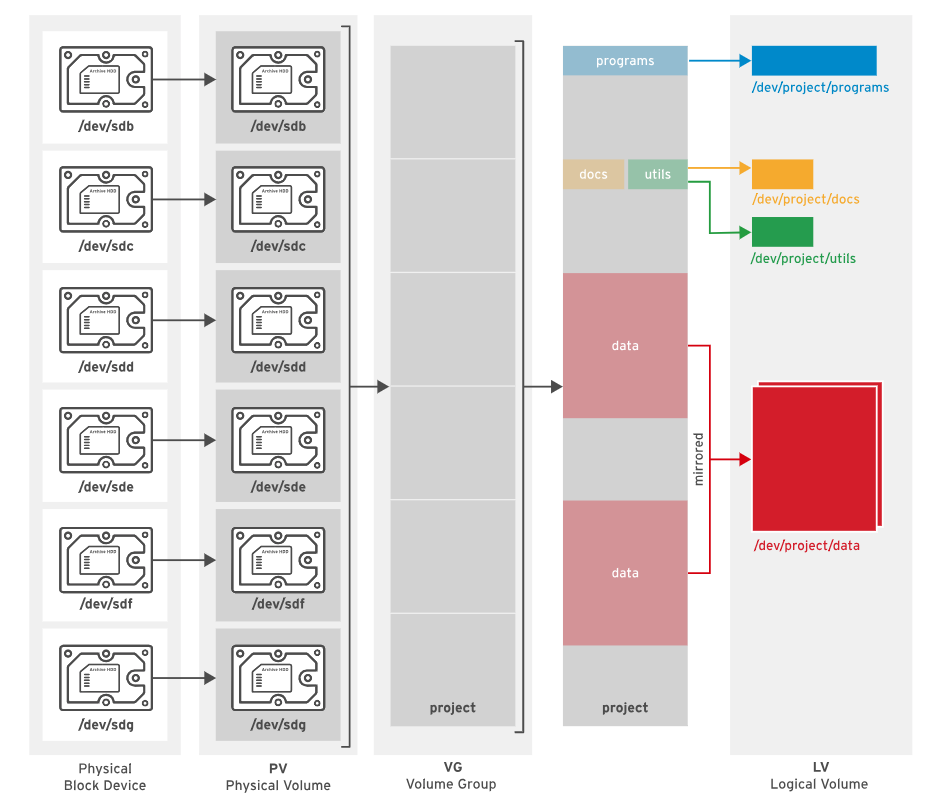 Archive HDD
/dev/sdb
Archive HDD
/dev/sdc
Archive HDD
/dev/sdd
Archive HDD
/dev/sde
Archive HDD
/dev/sdf
Archive HDD
/dev/sdg
Physical
Block Device
Archive HDD
/dev/sdb
Archive HDD
/dev/sdc
Archive HDD
/dev/sdd
Archive HDD
/dev/sde
Archive HDD
/dev/sdf
Archive HDD
/dev/sdg
PV
Physical Volume
project
VG
Volume Group
programs
docs
utils
data
data
project
mirrored
/dev/project/programs
/dev/project/docs
/dev/project/utils
/dev/project/data
LV
Logical Volume